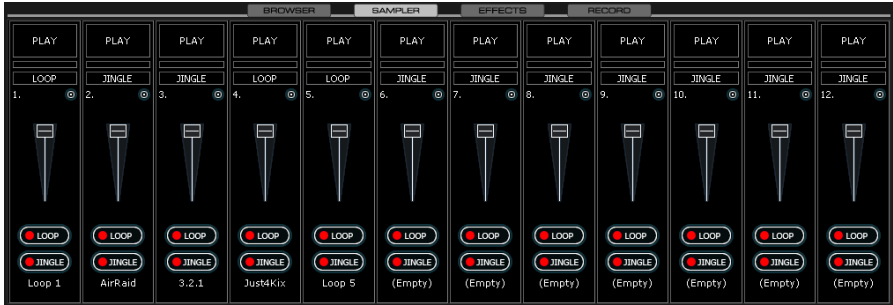 BROWSER SAMPLER EFFECTS RECORD
PLAY PLAY PLAY PLAY PLAY PLAY PLAY PLAY PLAY PLAY PLAY PLAY
LOOP JINGLE JINGLE LOOP LOOP JINGLE JINGLE JINGLE JINGLE JINGLE JINGLE JINGLE
1. 2. 3. 4. 5. 6. 7. 8. 9. 10. 11. 12.
LOOP LOOP LOOP LOOP LOOP LOOP LOOP LOOP LOOP LOOP LOOP LOOP
JINGLE JINGLE JINGLE JINGLE JINGLE JINGLE JINGLE JINGLE JINGLE JINGLE JINGLE JINGLE
Loop 1 AirRaid 3.2.1 Just4Kix Loop 5 (Empty) (Empty) (Empty) (Empty) (Empty) (Empty) (Empty)